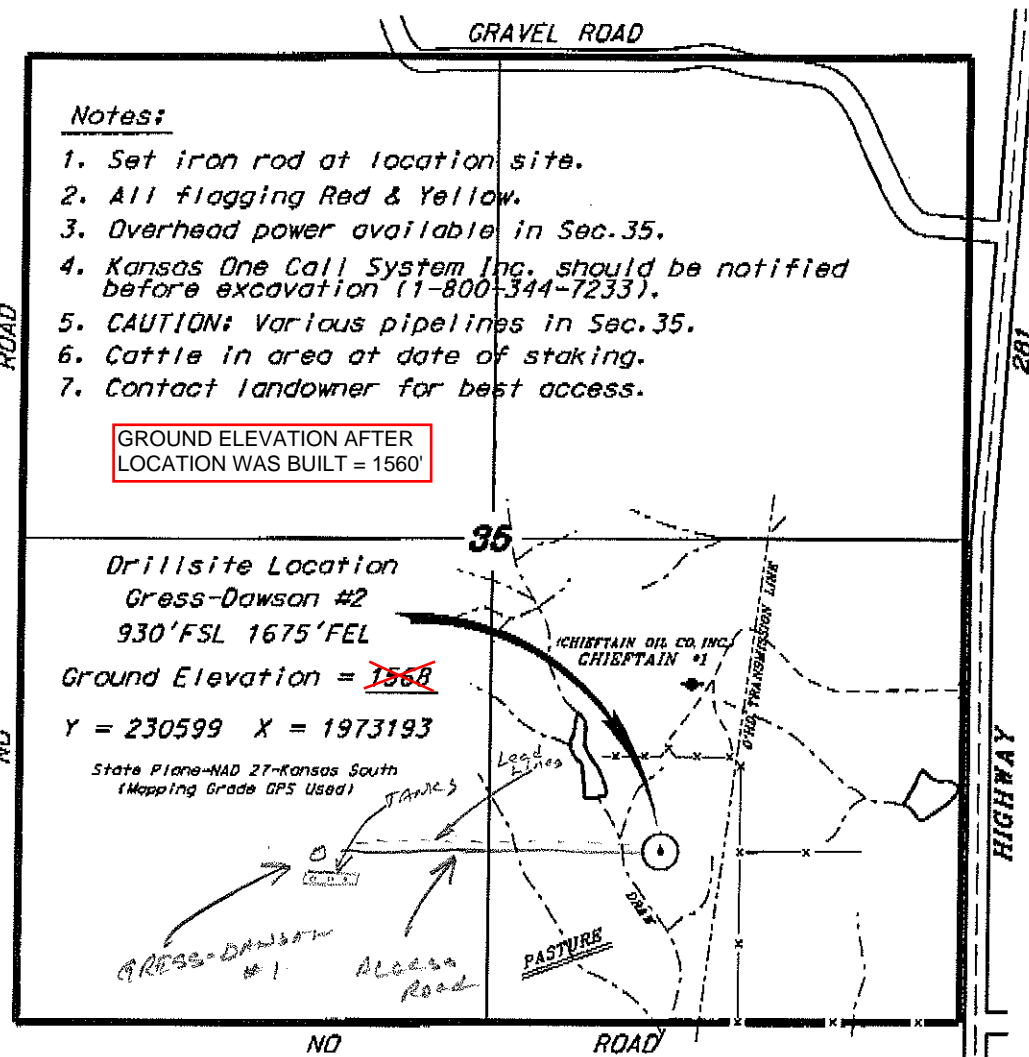 GRAVEL ROAD
Notes:
1. Set iron rod at location site.
2. All flagging Red & Yellow.
3. Overhead power available in Sec.35.
4. Kansas One Call System Inc. should be notified
before excavation (1-800-344-7233).
5. CAUTION: Various pipelines in Sec.35.
6. Cattle in area at date of staking.
7. Contact landowner for best access.
ROAD
281
GROUND ELEVATION AFTER
LOCATION WAS BUILT = 1560'
35
Drillsite Location
Gress-Dawson #2
930'FSL 1675'FEL
Ground Elevation = 1568
Y = 230599 X = 1973193
State Plane-NAD 27-Kansas South
(Mapping Grade GPS Used)
(CHIEFTAIN OIL CO. INC.)
CHIEFTAIN #1
O'HD. TRANSMISSION LINE
NO
HIGHWAY
Lead
Lines
TANKS
DRAW
PASTURE
GRESS-DAWSON
#1
ACCESS
ROAD
NO ROAD